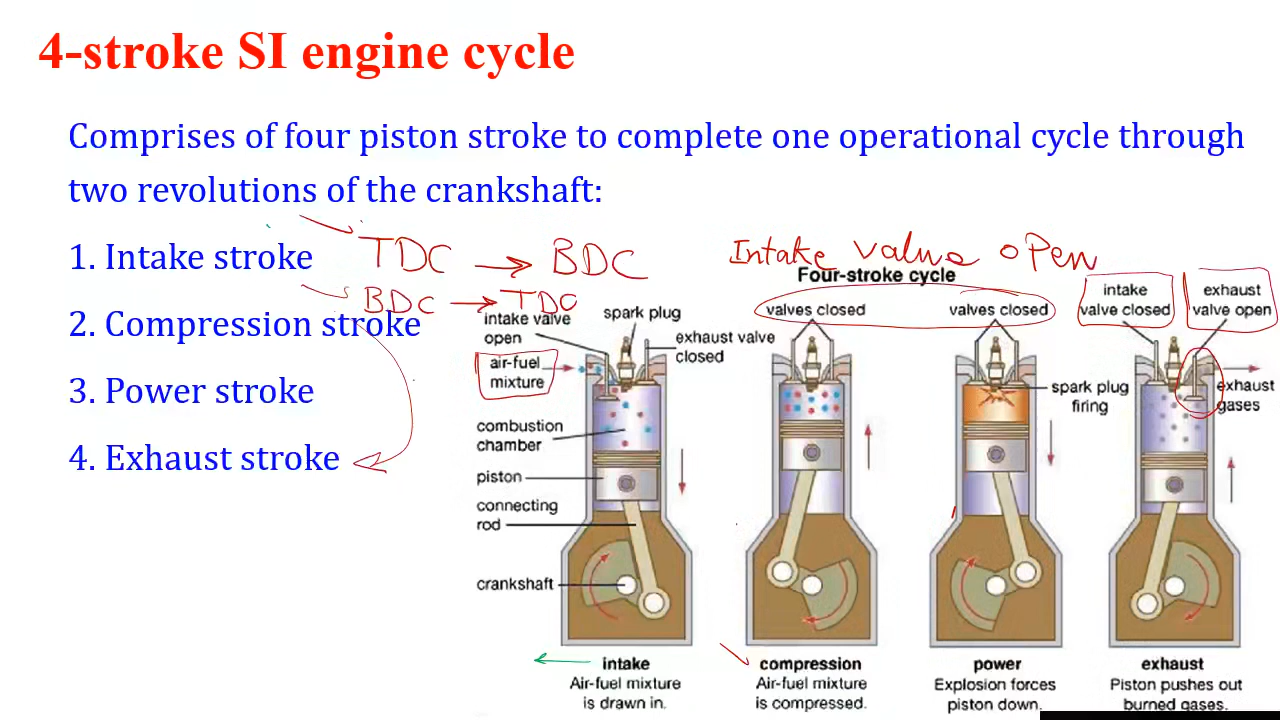 4-stroke SI engine cycle
Comprises of four piston stroke to complete one operational cycle through
two revolutions of the crankshaft:
1. Intake stroke
TDC → BDC
BDC → TDC
2. Compression stroke
3. Power stroke
4. Exhaust stroke
Intake valve open
Four-stroke cycle
intake valve
open
spark plug
exhaust valve
closed
air-fuel
mixture
combustion
chamber
piston
connecting
rod
crankshaft
valves closed
valves closed
spark plug
firing
intake
valve closed
exhaust
valve open
exhaust
gases
intake
Air-fuel mixture
is drawn in.
compression
Air-fuel mixture
is compressed.
power
Explosion forces
piston down.
exhaust
Piston pushes out
burned gases.